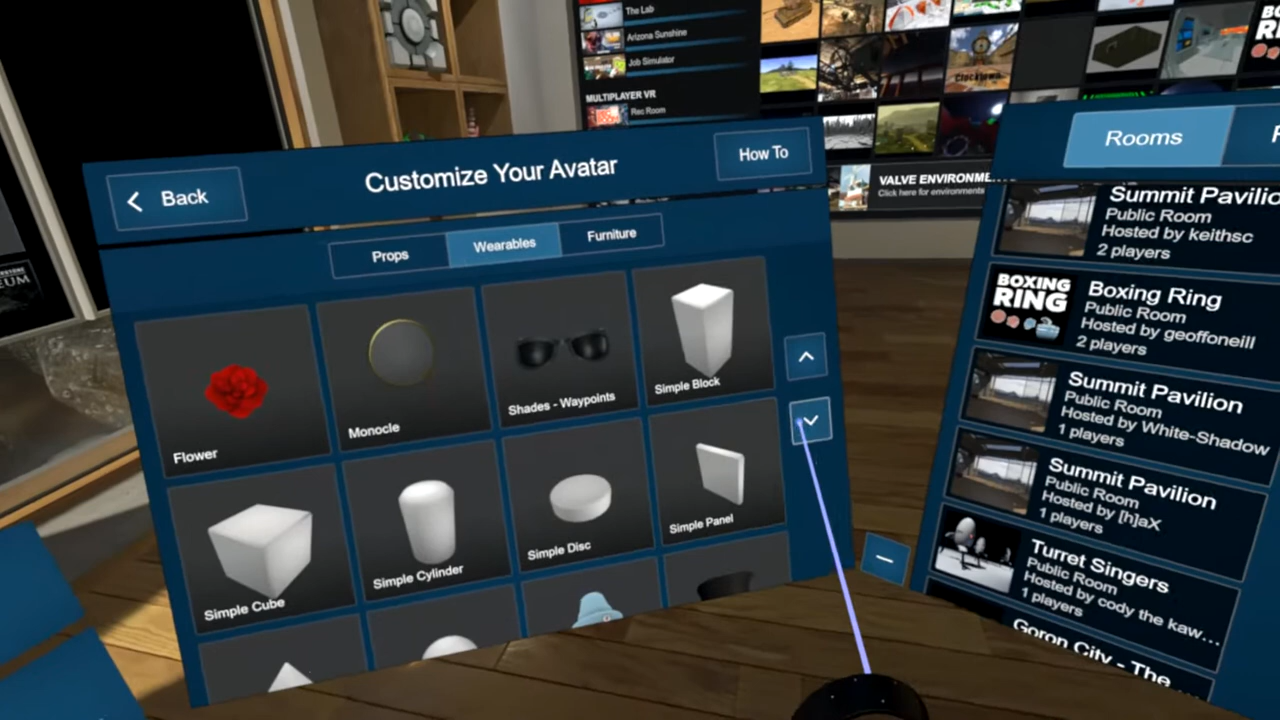 The Lab
Arizona Sunshine
Job Simulator
MULTIPLAYER VR
Rec Room
Clocktown
BOXING
VALVE ENVIRONME
Click here for environments
Back
Customize Your Avatar
How To
Props
Wearables
Furniture
Flower
Monocle
Shades - Waypoints
Simple Block
Simple Cube
Simple Cylinder
Simple Disc
Simple Panel
Rooms
Summit Pavilio
Public Room
Hosted by keithsc
2 players
BOXING
RING
Boxing Ring
Public Room
Hosted by geoffoneill
2 players
Summit Pavilion
Public Room
Hosted by White-Shadow
1 players
Summit Pavilion
Public Room
Hosted by [h]aX
1 players
Turret Singers
Public Room
Hosted by cody the kaw...
1 players
Goron City - The